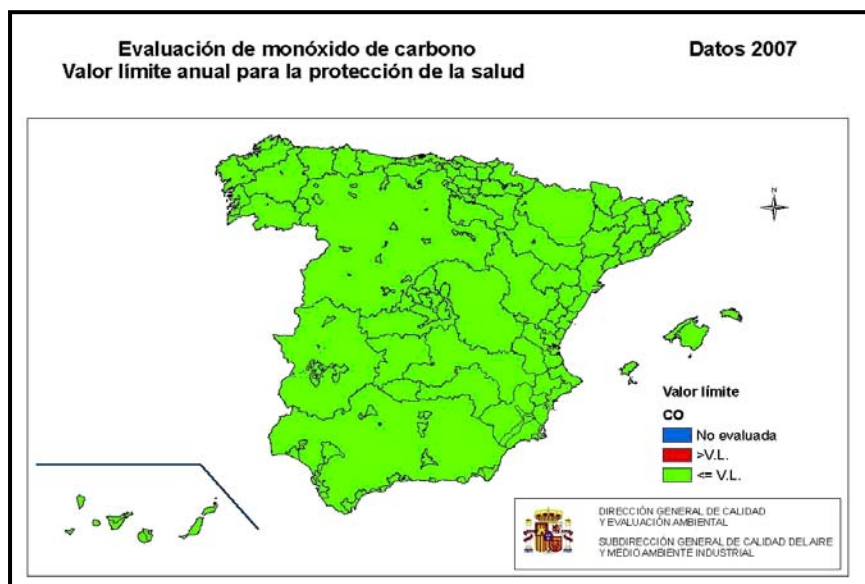 Evaluación de monóxido de carbono
Valor límite anual para la protección de la salud
Datos 2007
N
Valor límite
CO
No evaluada
>V.L.
<= V.L.
DIRECCIÓN GENERAL DE CALIDAD
Y EVALUACIÓN AMBIENTAL
SUBDIRECCIÓN GENERAL DE CALIDAD DEL AIRE
Y MEDIO AMBIENTE INDUSTRIAL